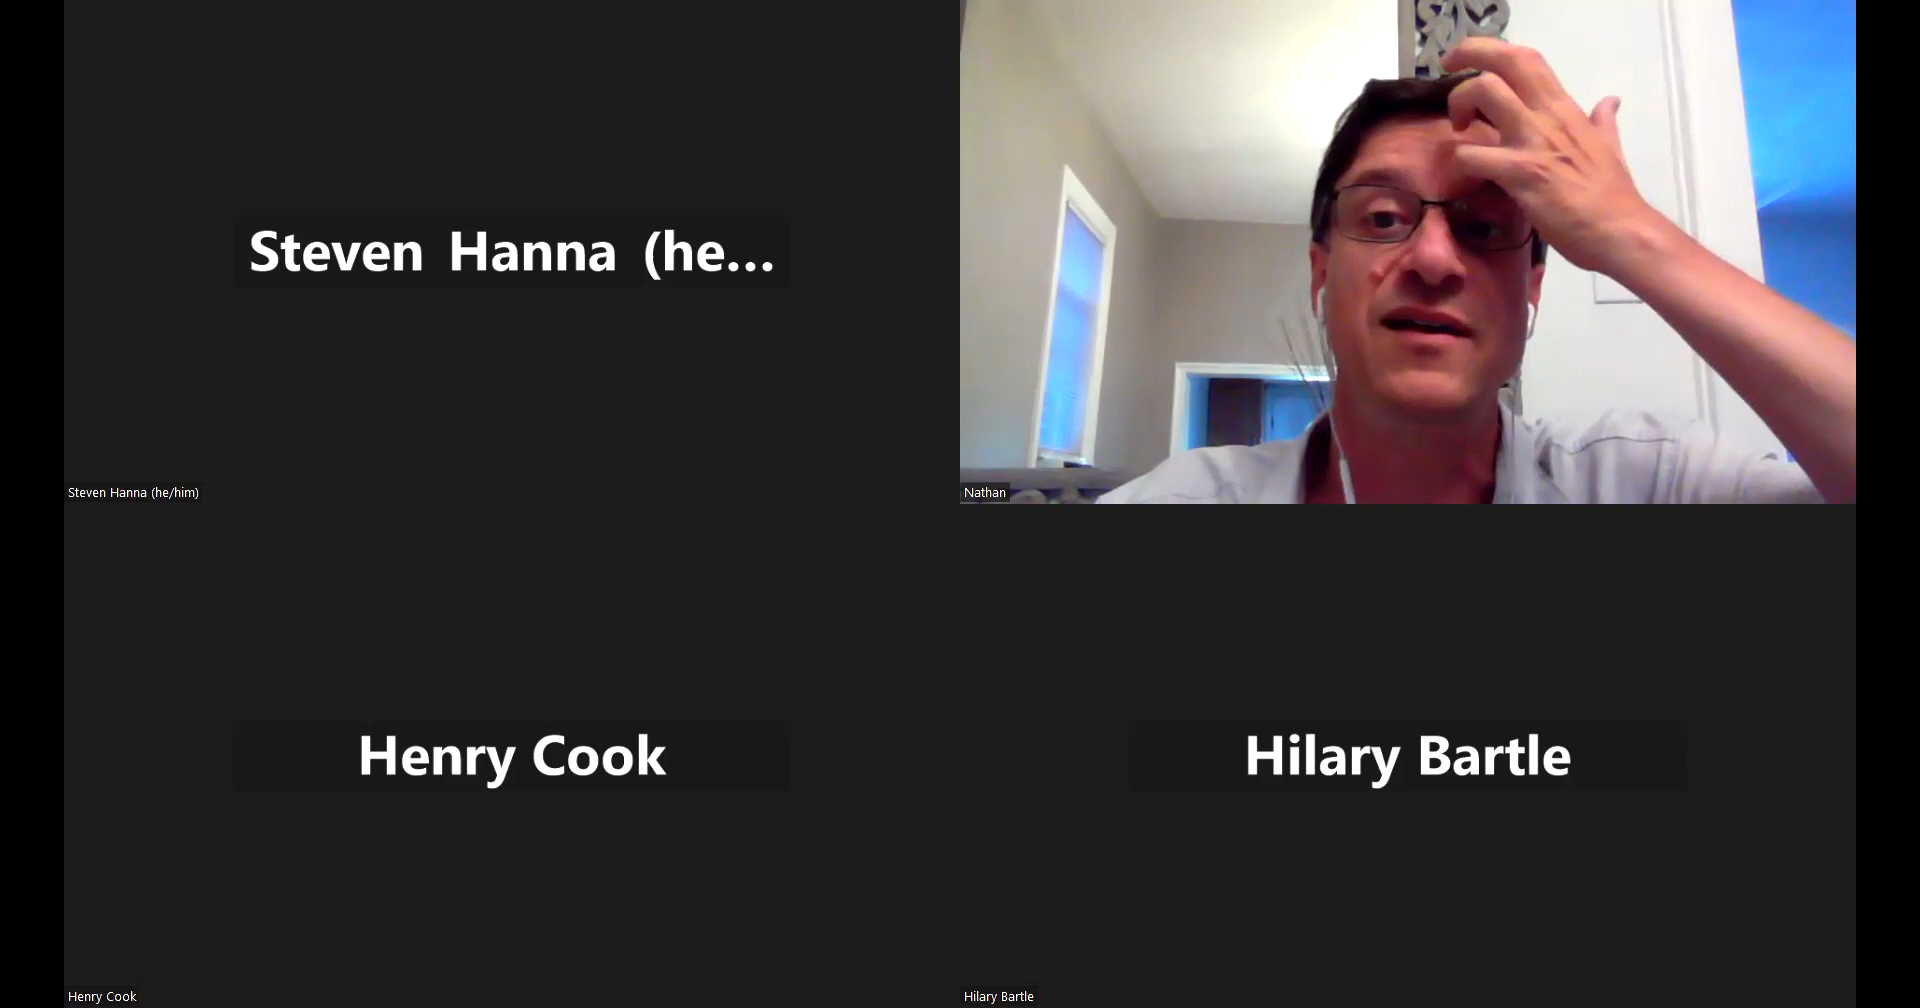 Steven Hanna (he...
Steven Hanna (he/him)
Nathan
Henry Cook
Hilary Bartle
Henry Cook
Hilary Bartle